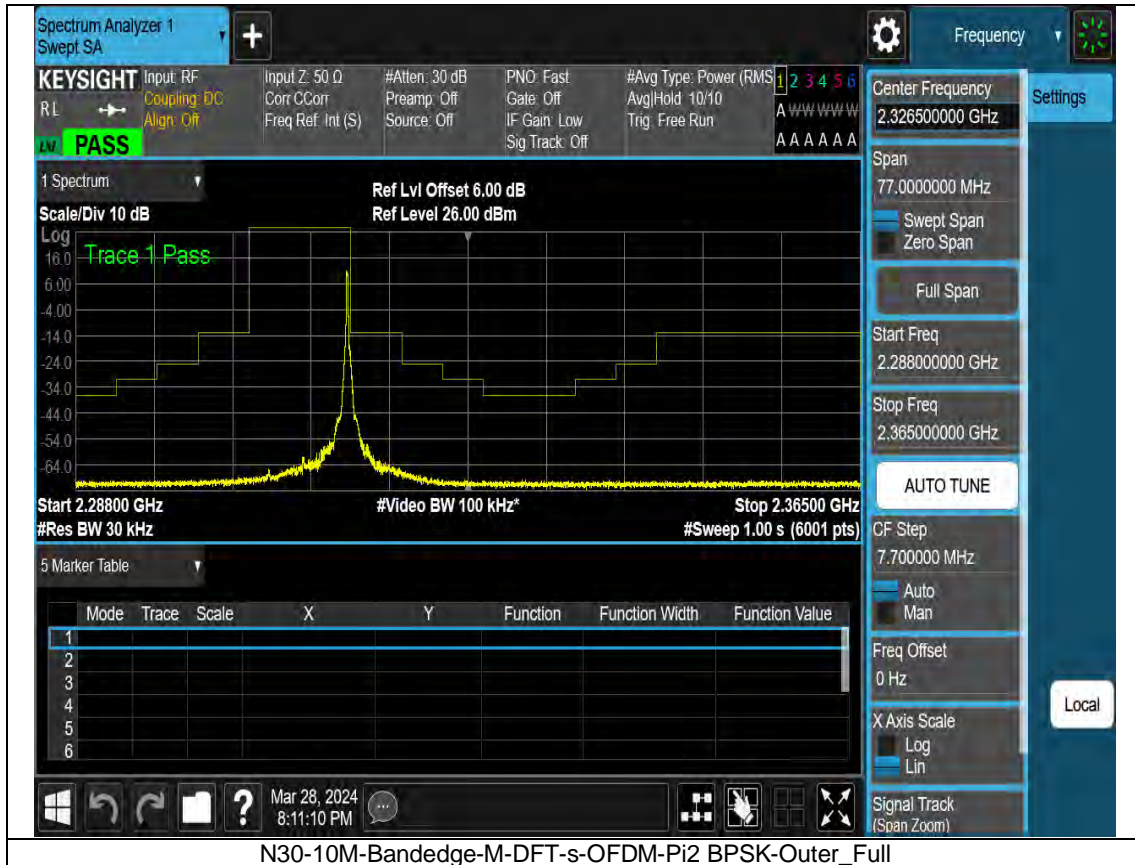 Spectrum Analyzer 1
Swept SA
Frequency
KEYSIGHT
RL
PASS
Input: RF
Coupling: DC
Align: Off
Input Z: 50 Ω
Corr CCorr
Freq Ref: Int (S)
#Atten: 30 dB
Preamp: Off
Source: Off
PNO: Fast
Gate: Off
IF Gain: Low
Sig Track: Off
#Avg Type: Power (RMS
Avg|Hold: 10/10
Trig: Free Run
1 2 3 4 5 6
A W W W W W
A A A A A A
Center Frequency
2.326500000 GHz
Settings
Span
77.0000000 MHz
Swept Span
Zero Span
Full Span
Start Freq
2.288000000 GHz
Stop Freq
2.365000000 GHz
AUTO TUNE
CF Step
7.700000 MHz
Auto
Man
Freq Offset
0 Hz
X Axis Scale
Log
Lin
Signal Track
(Span Zoom)
Local
1 Spectrum
Scale/Div 10 dB
Ref Lvl Offset 6.00 dB
Ref Level 26.00 dBm
Log
Trace 1 Pass
16.0
6.00
-4.00
-14.0
-24.0
-34.0
-44.0
-54.0
-64.0
Start 2.28800 GHz
#Video BW 100 kHz*
Stop 2.36500 GHz
#Res BW 30 kHz
#Sweep 1.00 s (6001 pts)
5 Marker Table
Mode Trace Scale X Y Function Function Width Function Value
1
2
3
4
5
6
?
Mar 28, 2024
8:11:10 PM
N30-10M-Bandedge-M-DFT-s-OFDM-Pi2 BPSK-Outer_Full